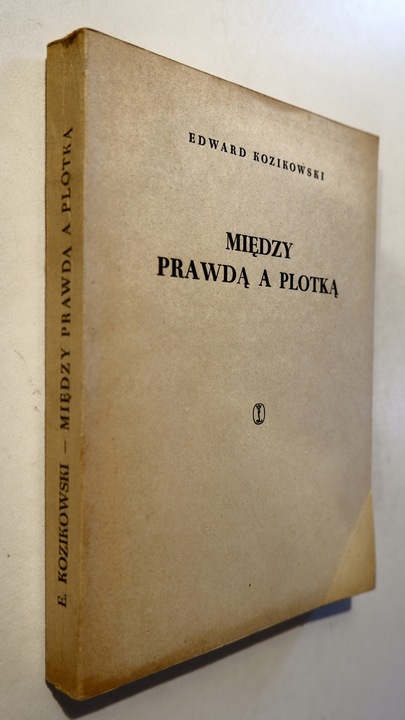 EDWARD KOZIKOWSKI
MIĘDZY
PRAWDĄ A PLOTKĄ
E. KOZIKOWSKI — MIĘDZY PRAWDĄ A PLOTKĄ